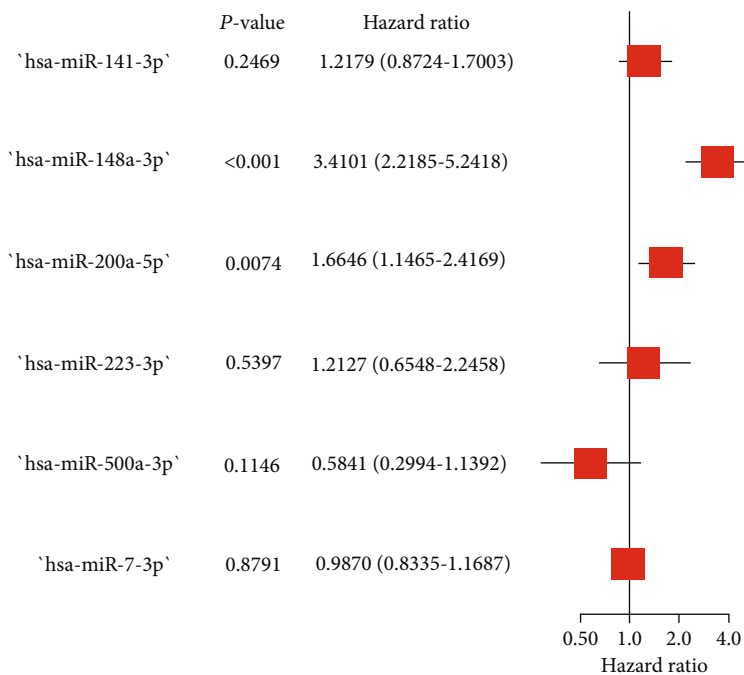 P-value Hazard ratio
`hsa-miR-141-3p` 0.2469 1.2179 (0.8724-1.7003)
`hsa-miR-148a-3p` <0.001 3.4101 (2.2185-5.2418)
`hsa-miR-200a-5p` 0.0074 1.6646 (1.1465-2.4169)
`hsa-miR-223-3p` 0.5397 1.2127 (0.6548-2.2458)
`hsa-miR-500a-3p` 0.1146 0.5841 (0.2994-1.1392)
`hsa-miR-7-3p` 0.8791 0.9870 (0.8335-1.1687)
0.50 1.0 2.0 4.0
Hazard ratio